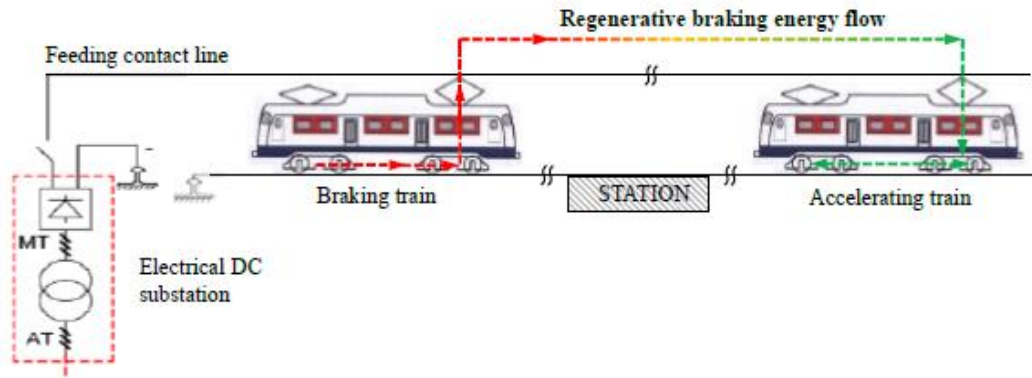 Regenerative braking energy flow
Feeding contact line
Braking train
STATION
Accelerating train
MT
Electrical DC
substation
AT